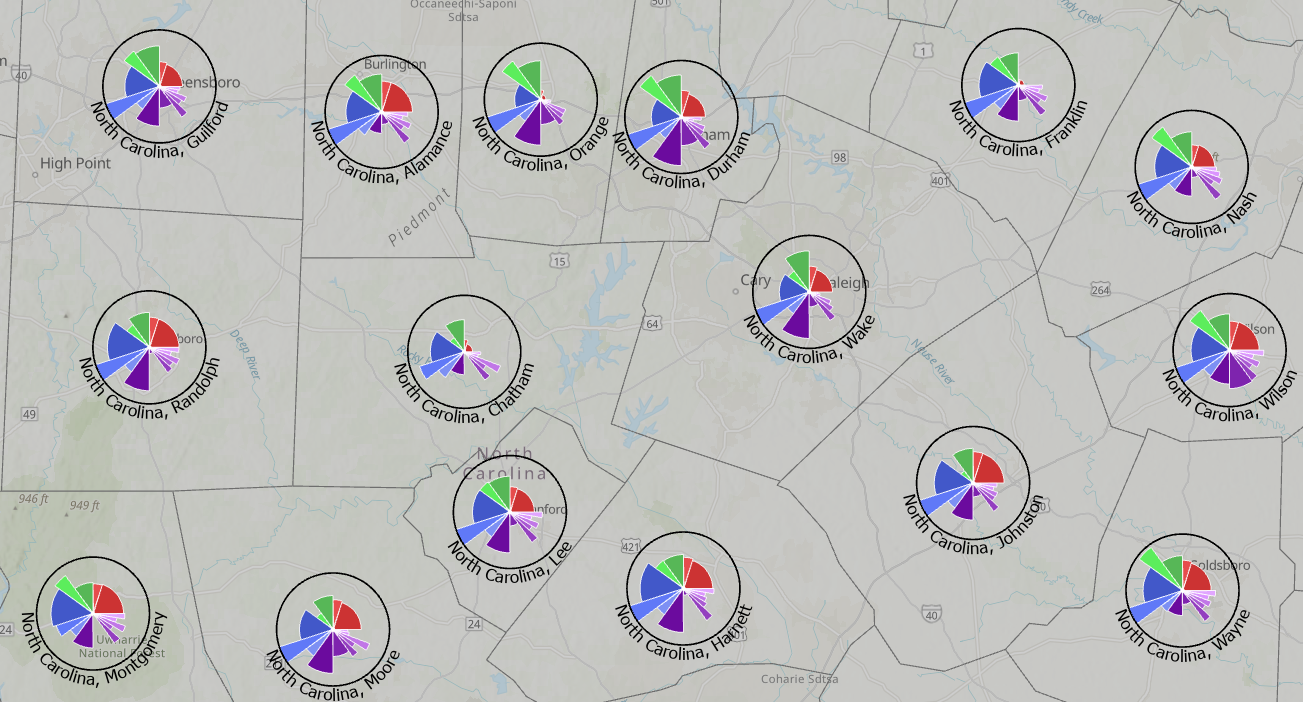 Occaneechi-Saponi
Sdtsa
501
1
40
Burlington
ensboro
North Carolina, Guilford
North Carolina, Alamance
North Carolina, Orange
ham
North Carolina, Durham
North Carolina, Franklin
North Carolina, Nash
High Point
98
401
Piedmont
15
264
Cary
aleigh
North Carolina, Wake
64
Neuse River
ilson
North Carolina, Wilson
Deep River
boro
North Carolina, Randolph
North Carolina, Chatham
49
North
Carolina
nford
North Carolina, Lee
946 ft
949 ft
North Carolina, Johnston
421
North Carolina, Harnett
40
Goldsboro
North Carolina, Wayne
24
Uwharrie
National Forest
North Carolina, Montgomery
24
North Carolina, Moore
Coharie Sdtsa